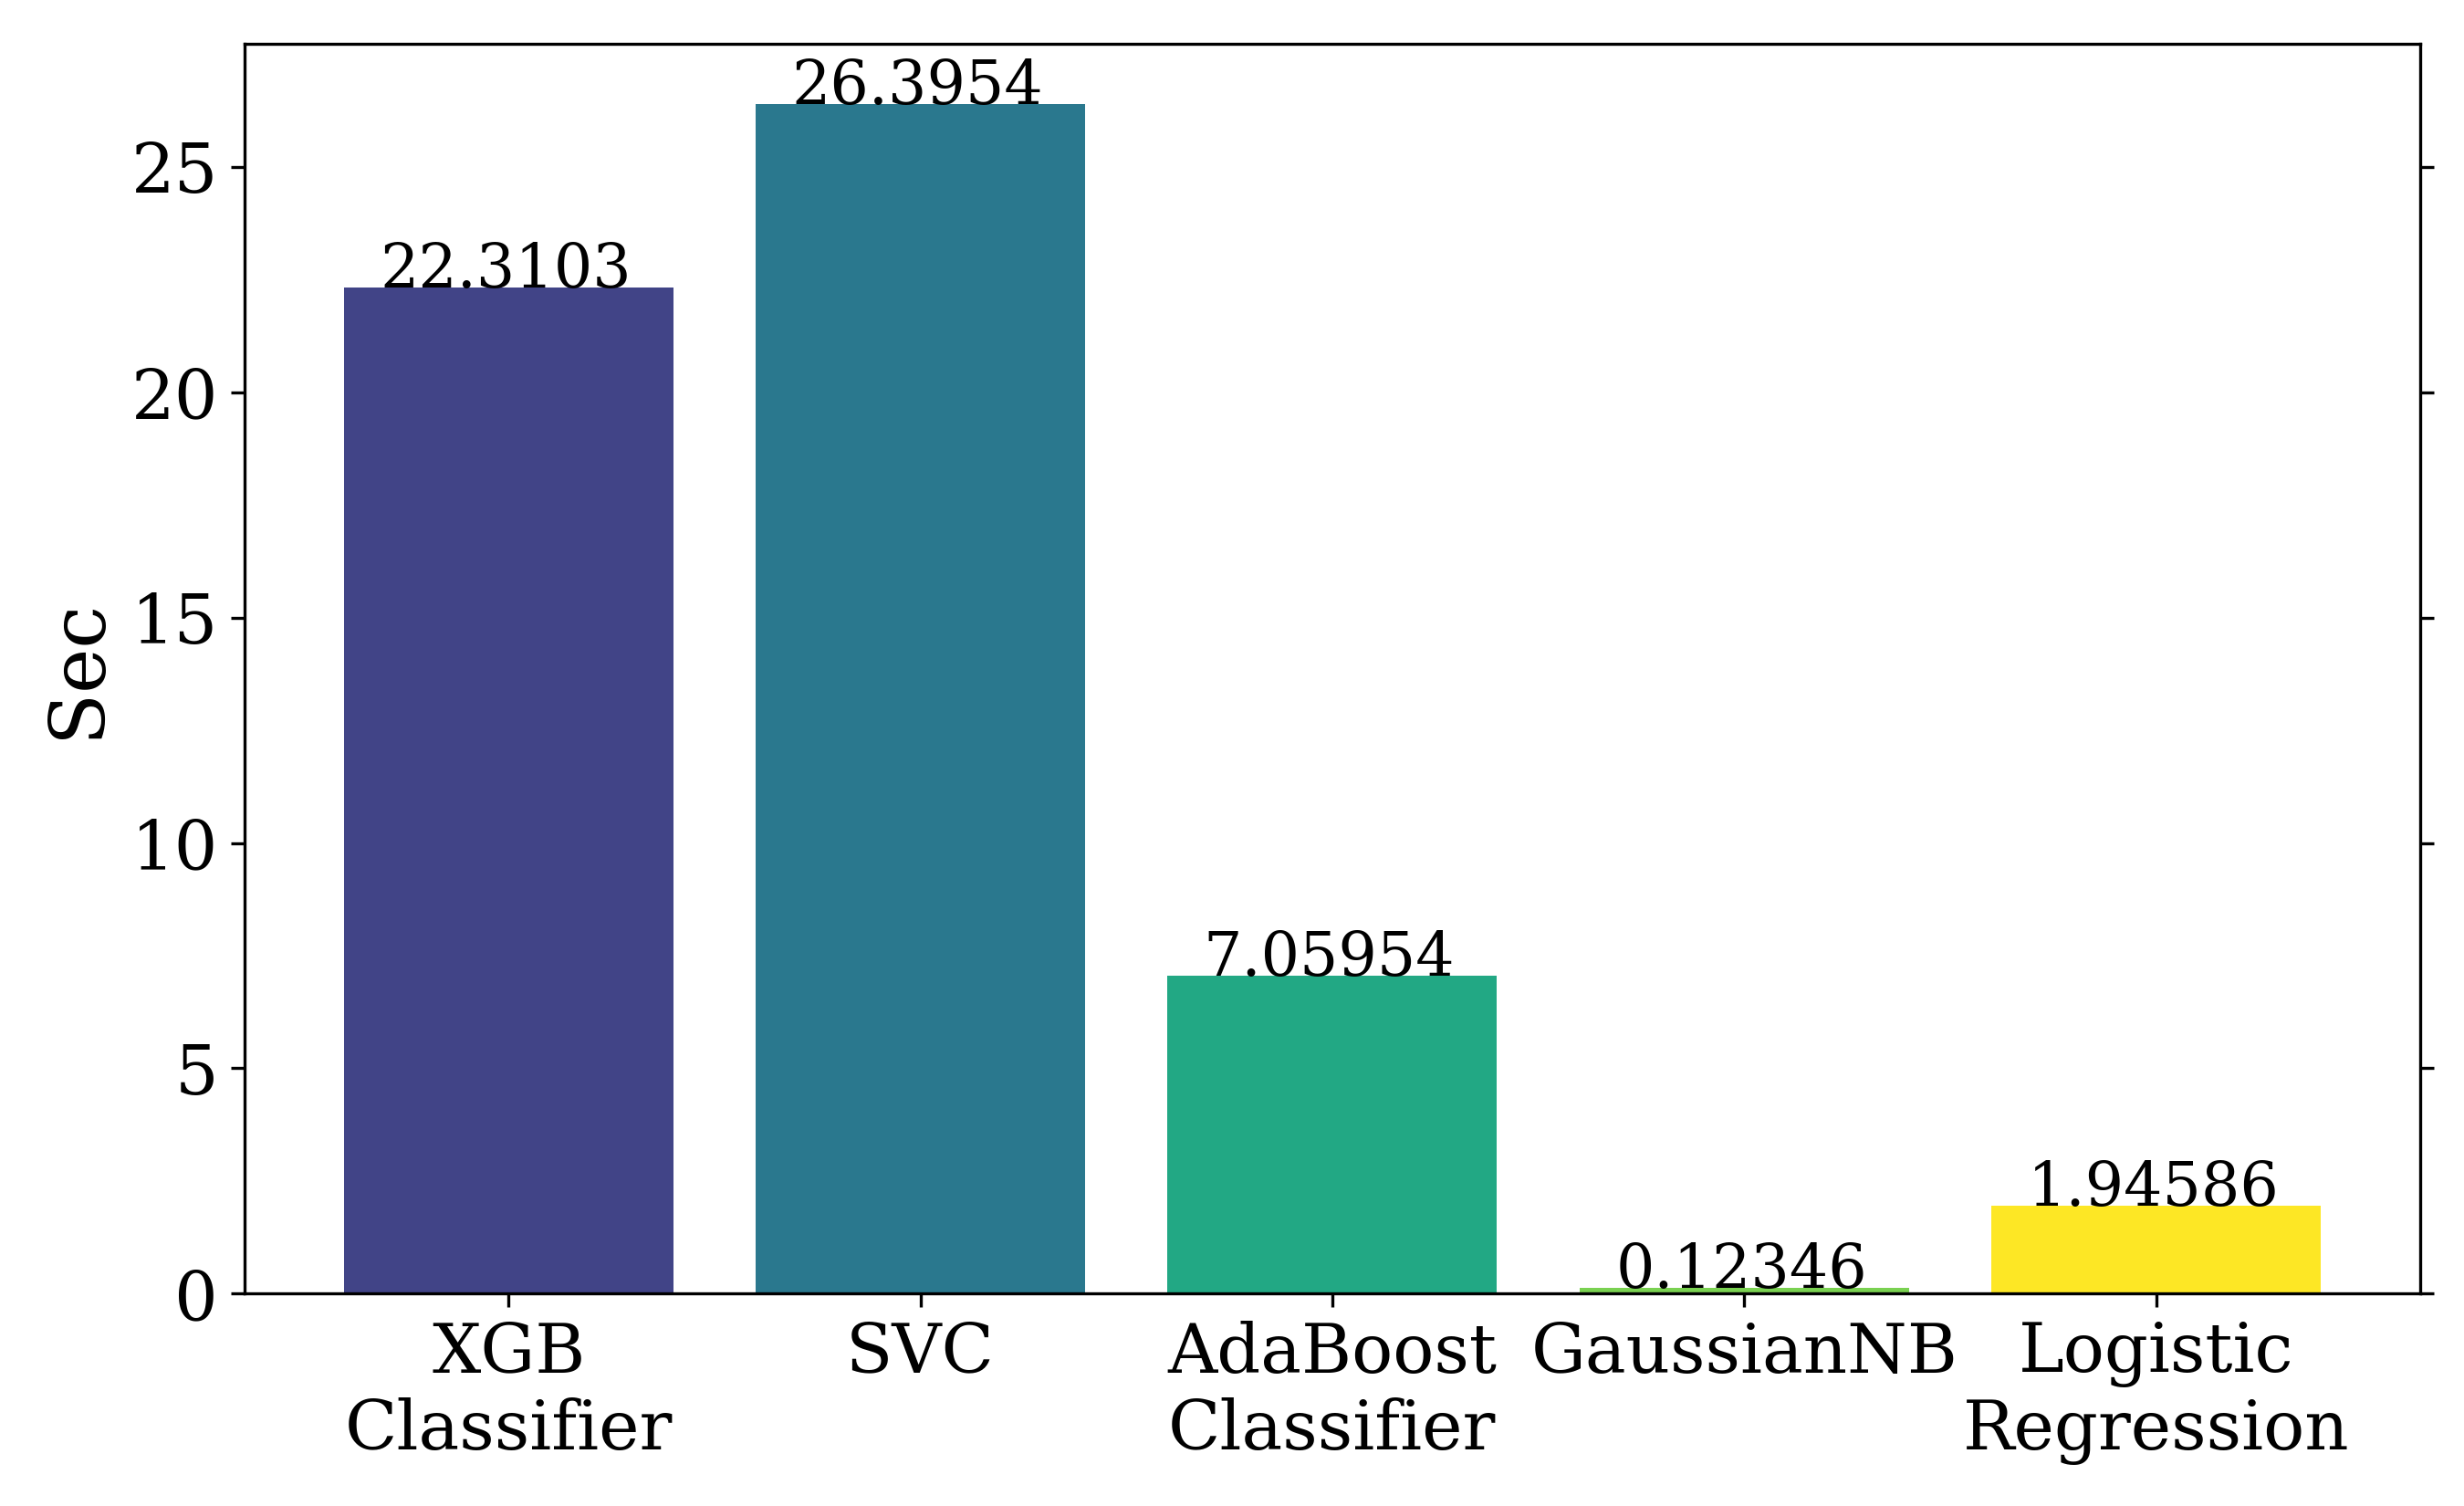 26.3954
25
22.3103
20
15
Sec
10
7.05954
5
1.94586
0.12346
0
XGB
Classifier
SVC
AdaBoost
Classifier
GaussianNB
Logistic
Regression